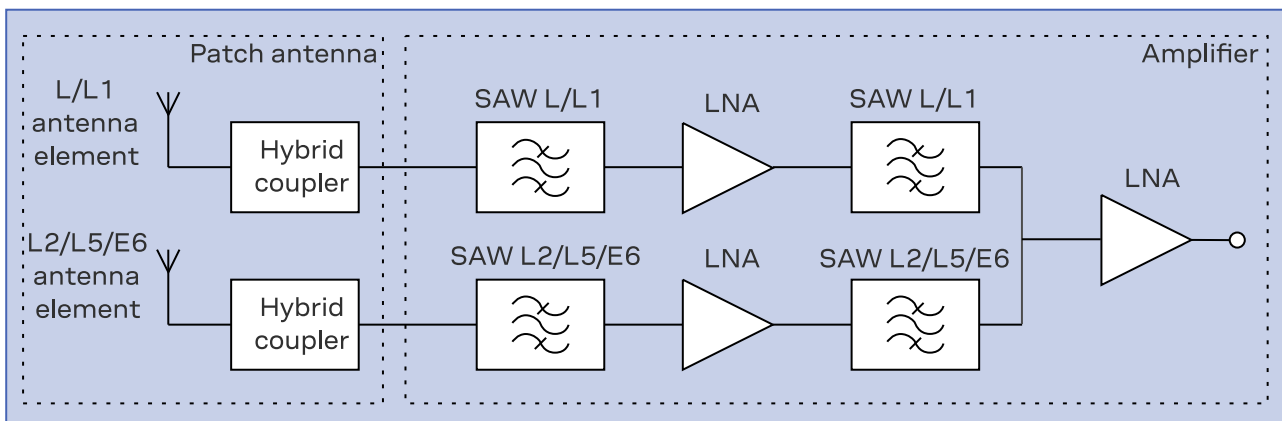 Patch antenna
Amplifier
L/L1
antenna
element
Hybrid
coupler
SAW L/L1
LNA
SAW L/L1
LNA
L2/L5/E6
antenna
element
Hybrid
coupler
SAW L2/L5/E6
LNA
SAW L2/L5/E6